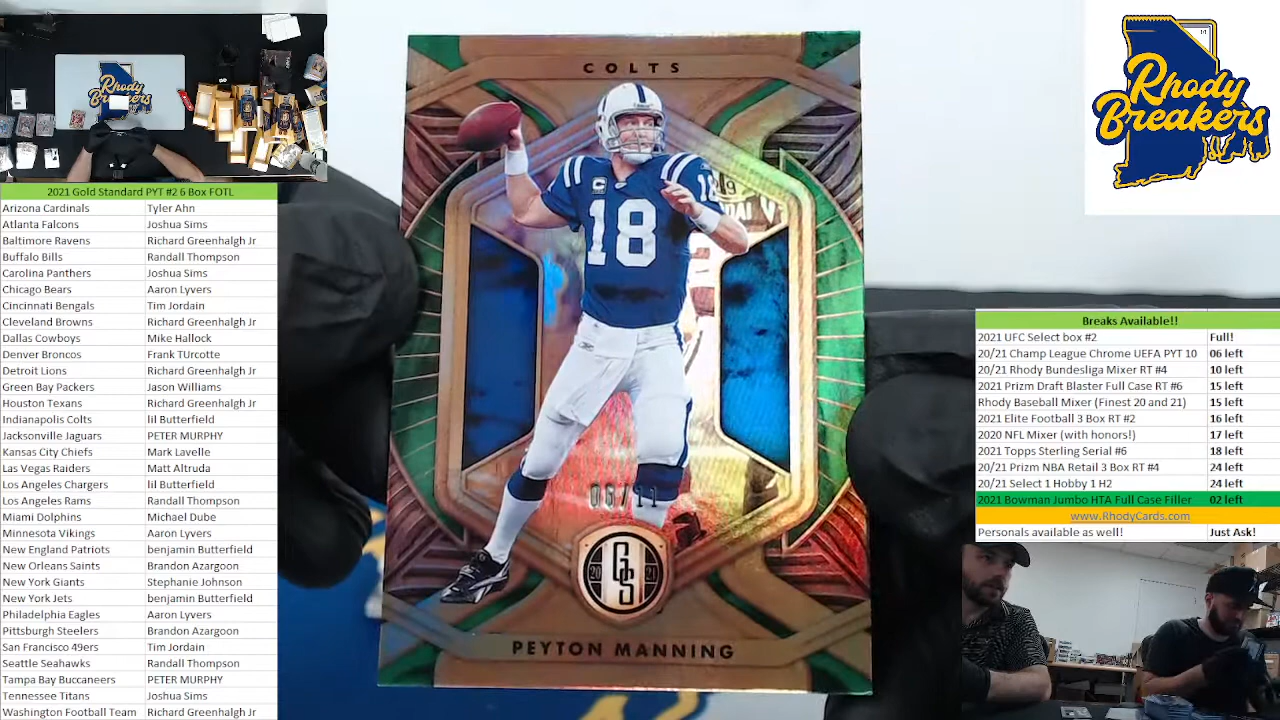 Rhody
Breakers
2021 Gold Standard PYT #2 6 Box FOTL
Arizona Cardinals Tyler Ahn
Atlanta Falcons Joshua Sims
Baltimore Ravens Richard Greenhalgh Jr
Buffalo Bills Randall Thompson
Carolina Panthers Joshua Sims
Chicago Bears Aaron Lyvers
Cincinnati Bengals Tim Jordain
Cleveland Browns Richard Greenhalgh Jr
Dallas Cowboys Mike Hallock
Denver Broncos Frank TUrcotte
Detroit Lions Richard Greenhalgh Jr
Green Bay Packers Jason Williams
Houston Texans Richard Greenhalgh Jr
Indianapolis Colts lil Butterfield
Jacksonville Jaguars PETER MURPHY
Kansas City Chiefs Mark Lavelle
Las Vegas Raiders Matt Altruda
Los Angeles Chargers lil Butterfield
Los Angeles Rams Randall Thompson
Miami Dolphins Michael Dube
Minnesota Vikings Aaron Lyvers
New England Patriots benjamin Butterfield
New Orleans Saints Brandon Azargoon
New York Giants Stephanie Johnson
New York Jets benjamin Butterfield
Philadelphia Eagles Aaron Lyvers
Pittsburgh Steelers Brandon Azargoon
San Francisco 49ers Tim Jordain
Seattle Seahawks Randall Thompson
Tampa Bay Buccaneers PETER MURPHY
Tennessee Titans Joshua Sims
Washington Football Team Richard Greenhalgh Jr
COLTS
C
18
18
06/11
20 GS 21
PEYTON MANNING
Rhody
Breakers
Breaks Available!!
2021 UFC Select box #2 Full!
20/21 Champ League Chrome UEFA PYT 10 06 left
20/21 Rhody Bundesliga Mixer RT #4 10 left
2021 Prizm Draft Blaster Full Case RT #6 15 left
Rhody Baseball Mixer (Finest 20 and 21) 15 left
2021 Elite Football 3 Box RT #2 16 left
2020 NFL Mixer (with honors!) 17 left
2021 Topps Sterling Serial #6 18 left
20/21 Prizm NBA Retail 3 Box RT #4 24 left
20/21 Select 1 Hobby 1 H2 24 left
2021 Bowman Jumbo HTA Full Case Filler 02 left
www.RhodyCards.com
Personals available as well! Just Ask!